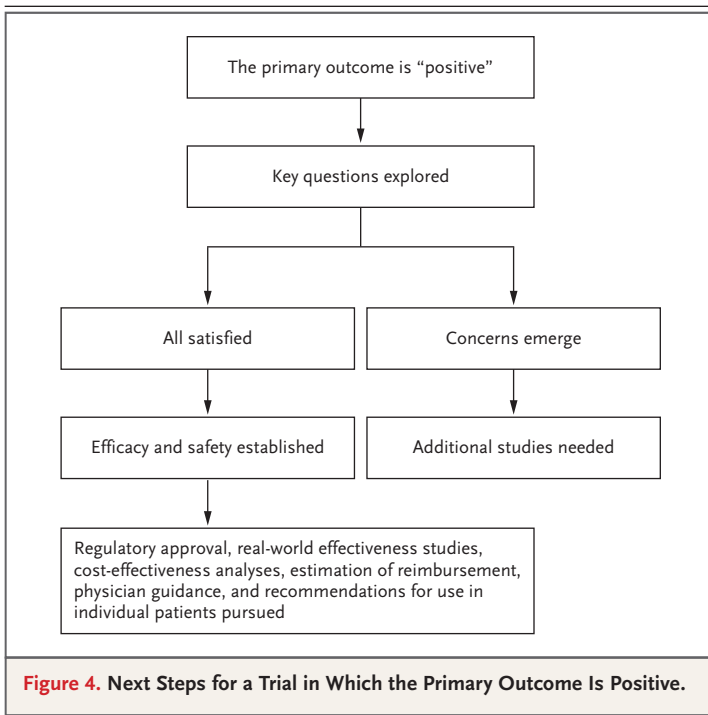 The primary outcome is “positive”
Key questions explored
All satisfied
Concerns emerge
Efficacy and safety established
Additional studies needed
Regulatory approval, real-world effectiveness studies,
cost-effectiveness analyses, estimation of reimbursement,
physician guidance, and recommendations for use in
individual patients pursued
Figure 4. Next Steps for a Trial in Which the Primary Outcome Is Positive.